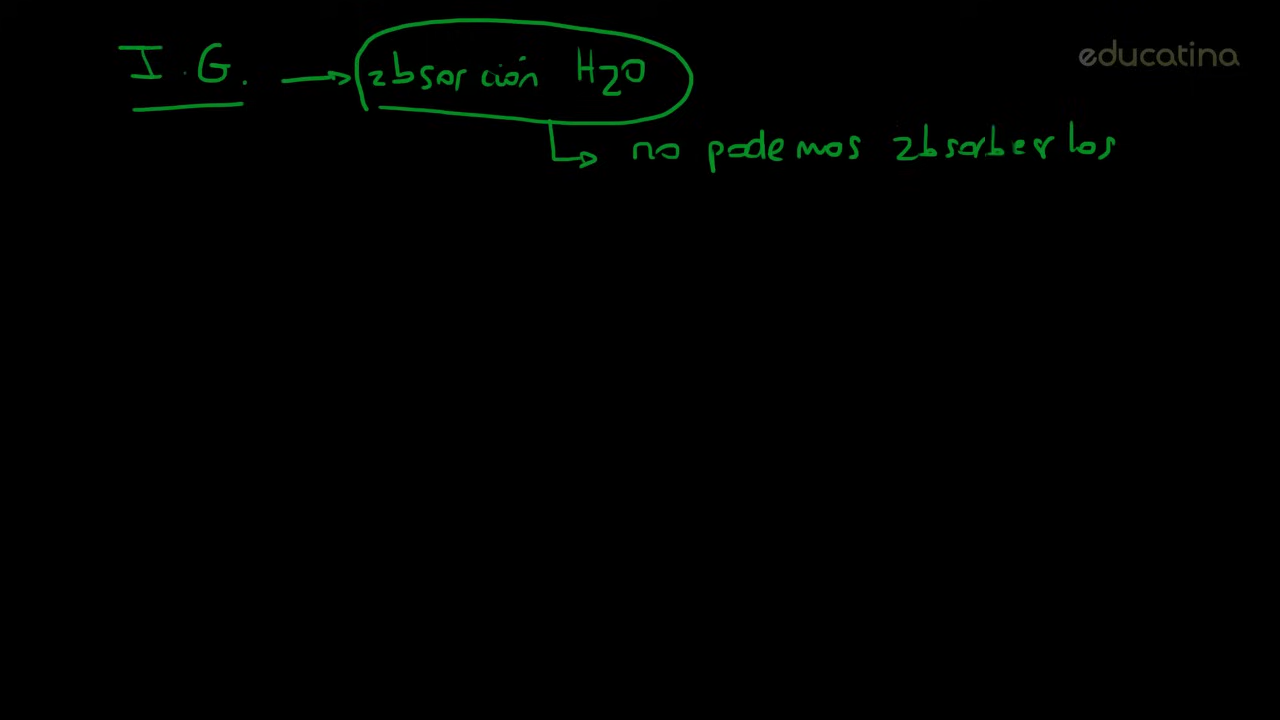 I.G. → absorción H2O
educatina
↳ no podemos absorberlos